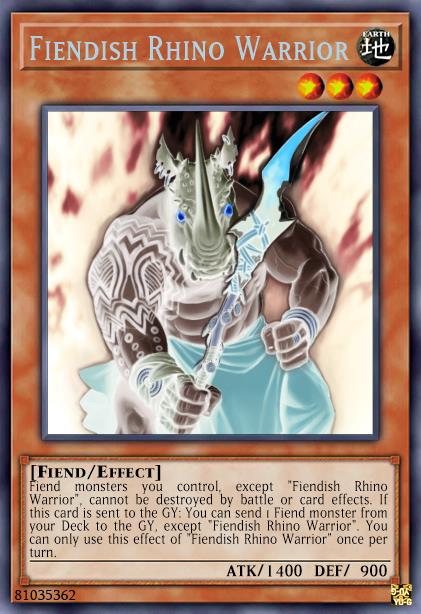 Fiendish Rhino Warrior
EARTH
地
[Fiend/Effect]
Fiend monsters you control, except "Fiendish Rhino
Warrior", cannot be destroyed by battle or card effects. If
this card is sent to the GY: You can send 1 Fiend monster from
your Deck to the GY, except "Fiendish Rhino Warrior". You
can only use this effect of "Fiendish Rhino Warrior" once per
turn.
ATK/1400 DEF/ 900
81035362